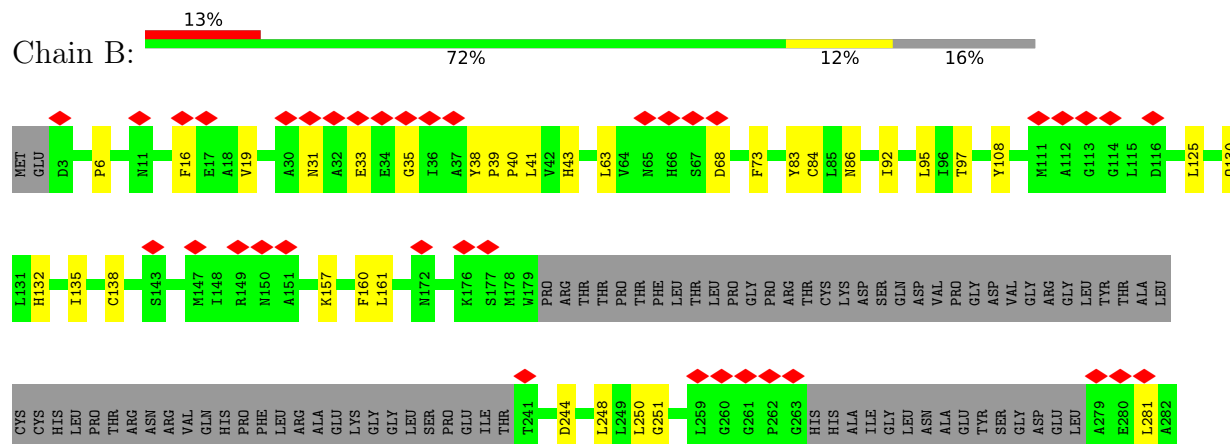 13%
Chain B:
72% 12% 16%
MET GLU D3 P6 N11 F16 E17 A18 V19 A30 N31 A32 E33 E34 G35 I36 A37 Y38 P39 P40 L41 V42 H43 L63 V64 N65 H66 S67 D68 F73 Y83 C84 L85 N86 I92 L95 I96 T97 Y108 M111 A112 G113 G114 L115 D116 L125
L131 H132 I135 C138 S143 M147 I148 R149 N150 A151 K157 F160 L161 N172 K176 S177 M178 W179 PRO ARG THR THR PRO THR PHE LEU THR LEU PRO GLY PRO ARG THR CYS LYS ASP SER GLN ASP VAL PRO GLY ASP VAL GLY ARG GLY LEU TYR THR ALA LEU
CYS CYS HIS LEU PRO THR ARG ASN ARG VAL GLN HIS PRO PHE LEU ARG ALA GLU LYS GLY GLY LEU SER PRO GLU ILE THR T241 D244 L248 L249 L250 G251 L259 G260 G261 P262 G263 HIS HIS ALA ILE GLY LEU ASN ALA GLU TYR SER GLY ASP GLU LEU A279 E280 L281 A282